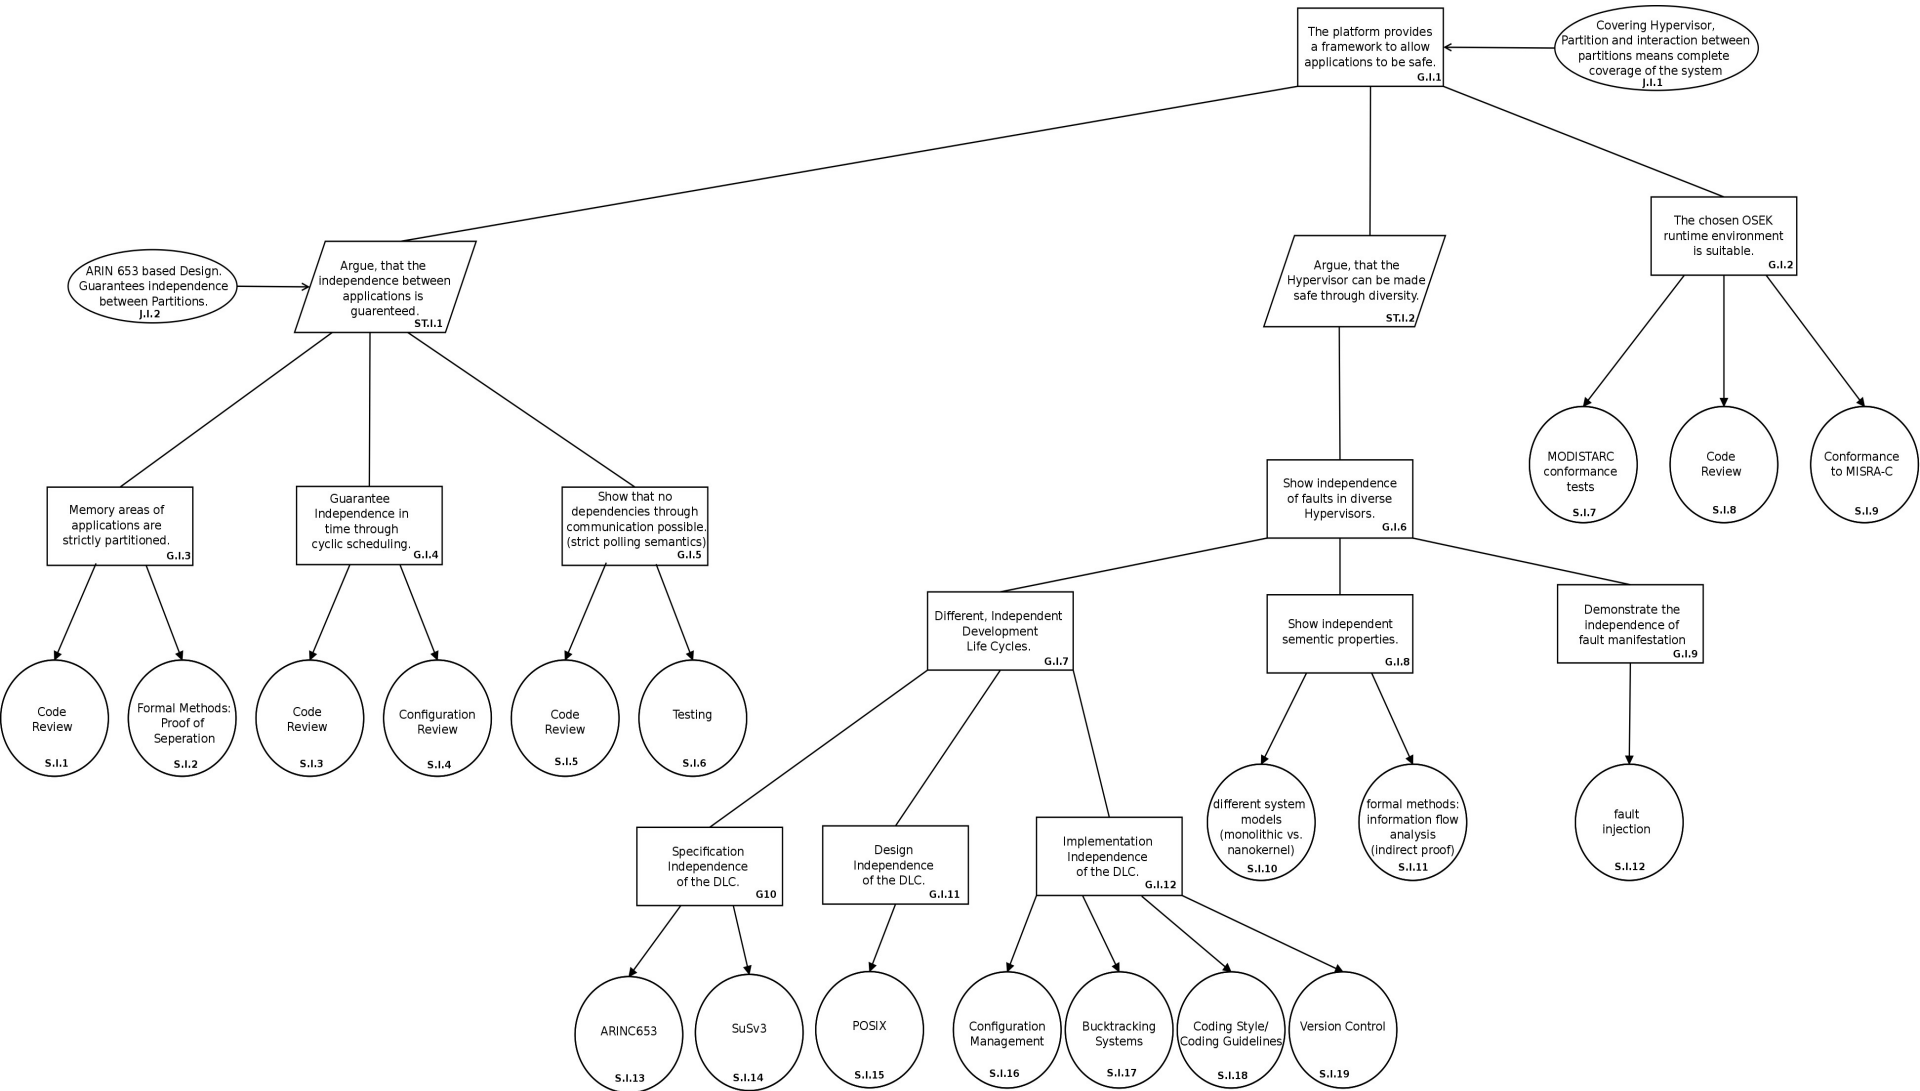 The platform provides
a framework to allow
applications to be safe.
G.I.1
Covering Hypervisor,
Partition and interaction between
partitions means complete
coverage of the system
J.I.1
ARIN 653 based Design.
Guarantees independence
between Partitions.
J.I.2
Argue, that the
independence between
applications is
guarenteed.
ST.I.1
Argue, that the
Hypervisor can be made
safe through diversity.
ST.I.2
The chosen OSEK
runtime environment
is suitable.
G.I.2
MODISTARC
conformance
tests
S.I.7
Code
Review
S.I.8
Conformance
to MISRA-C
S.I.9
Memory areas of
applications are
strictly partitioned.
G.I.3
Guarantee
Independence in
time through
cyclic scheduling.
G.I.4
Show that no
dependencies through
communication possible.
(strict polling semantics)
G.I.5
Show independence
of faults in diverse
Hypervisors.
G.I.6
Different, Independent
Development
Life Cycles.
G.I.7
Show independent
sementic properties.
G.I.8
Demonstrate the
independence of
fault manifestation
G.I.9
Code
Review
S.I.1
Formal Methods:
Proof of
Seperation
S.I.2
Code
Review
S.I.3
Configuration
Review
S.I.4
Code
Review
S.I.5
Testing
S.I.6
Specification
Independence
of the DLC.
G10
Design
Independence
of the DLC.
G.I.11
Implementation
Independence
of the DLC.
G.I.12
different system
models
(monolithic vs.
nanokernel)
S.I.10
formal methods:
information flow
analysis
(indirect proof)
S.I.11
fault
injection
S.I.12
ARINC653
S.I.13
SuSv3
S.I.14
POSIX
S.I.15
Configuration
Management
S.I.16
Bucktracking
Systems
S.I.17
Coding Style/
Coding Guidelines
S.I.18
Version Control
S.I.19